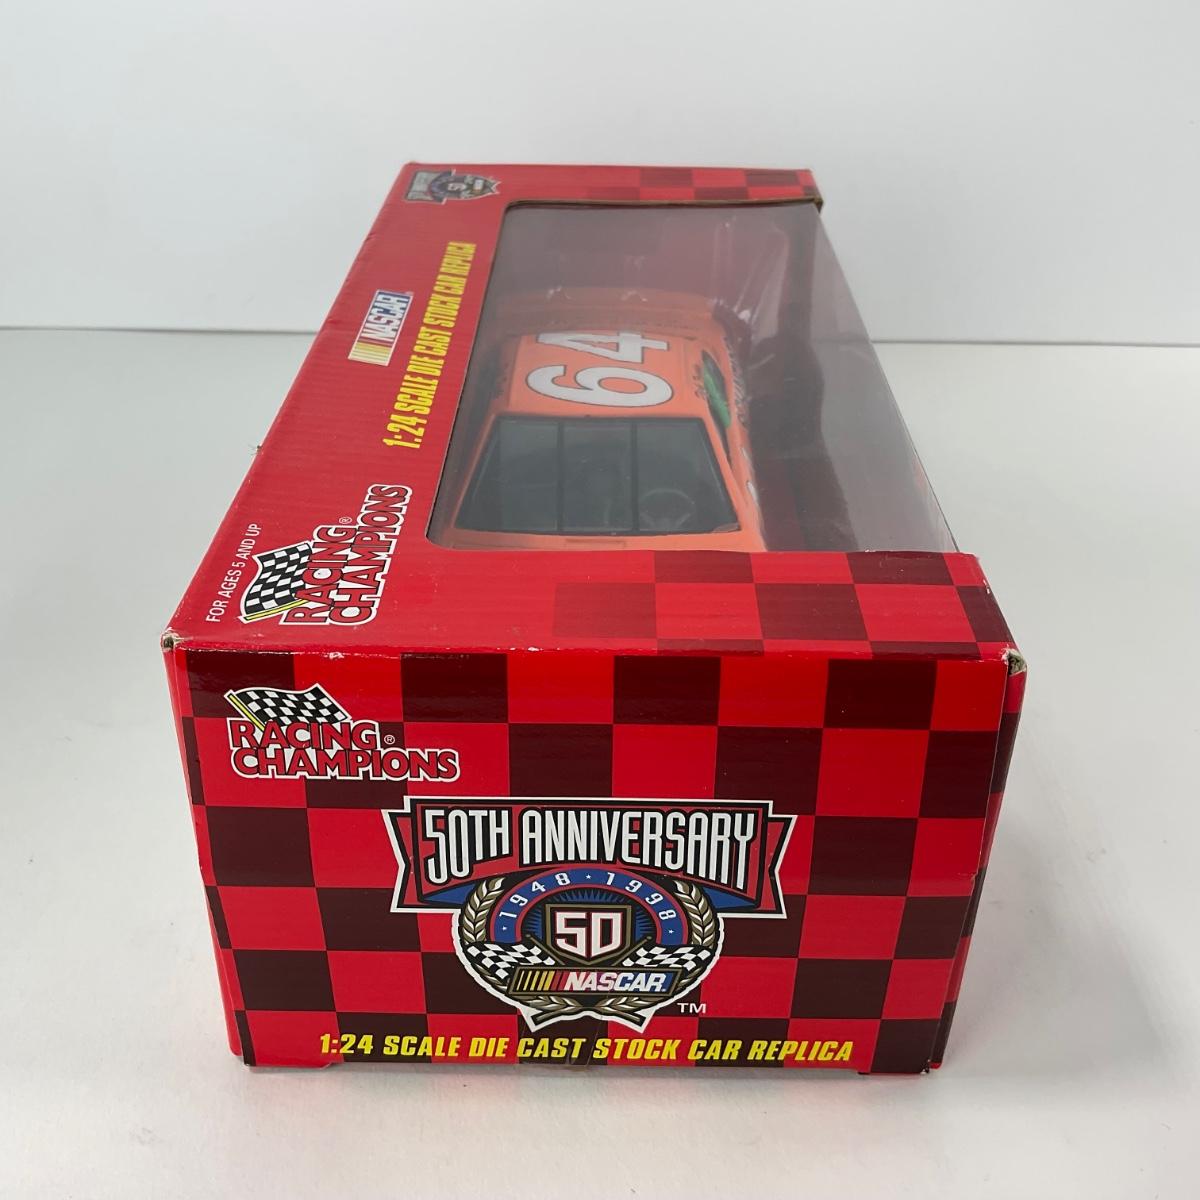 NASCAR
1:24 SCALE DIE CAST STOCK CAR REPLICA
FOR AGES 5 AND UP
RACING
CHAMPIONS®
64
RACING®
CHAMPIONS
50TH ANNIVERSARY
1948 · 1998
50
NASCAR.
TM
1:24 SCALE DIE CAST STOCK CAR REPLICA